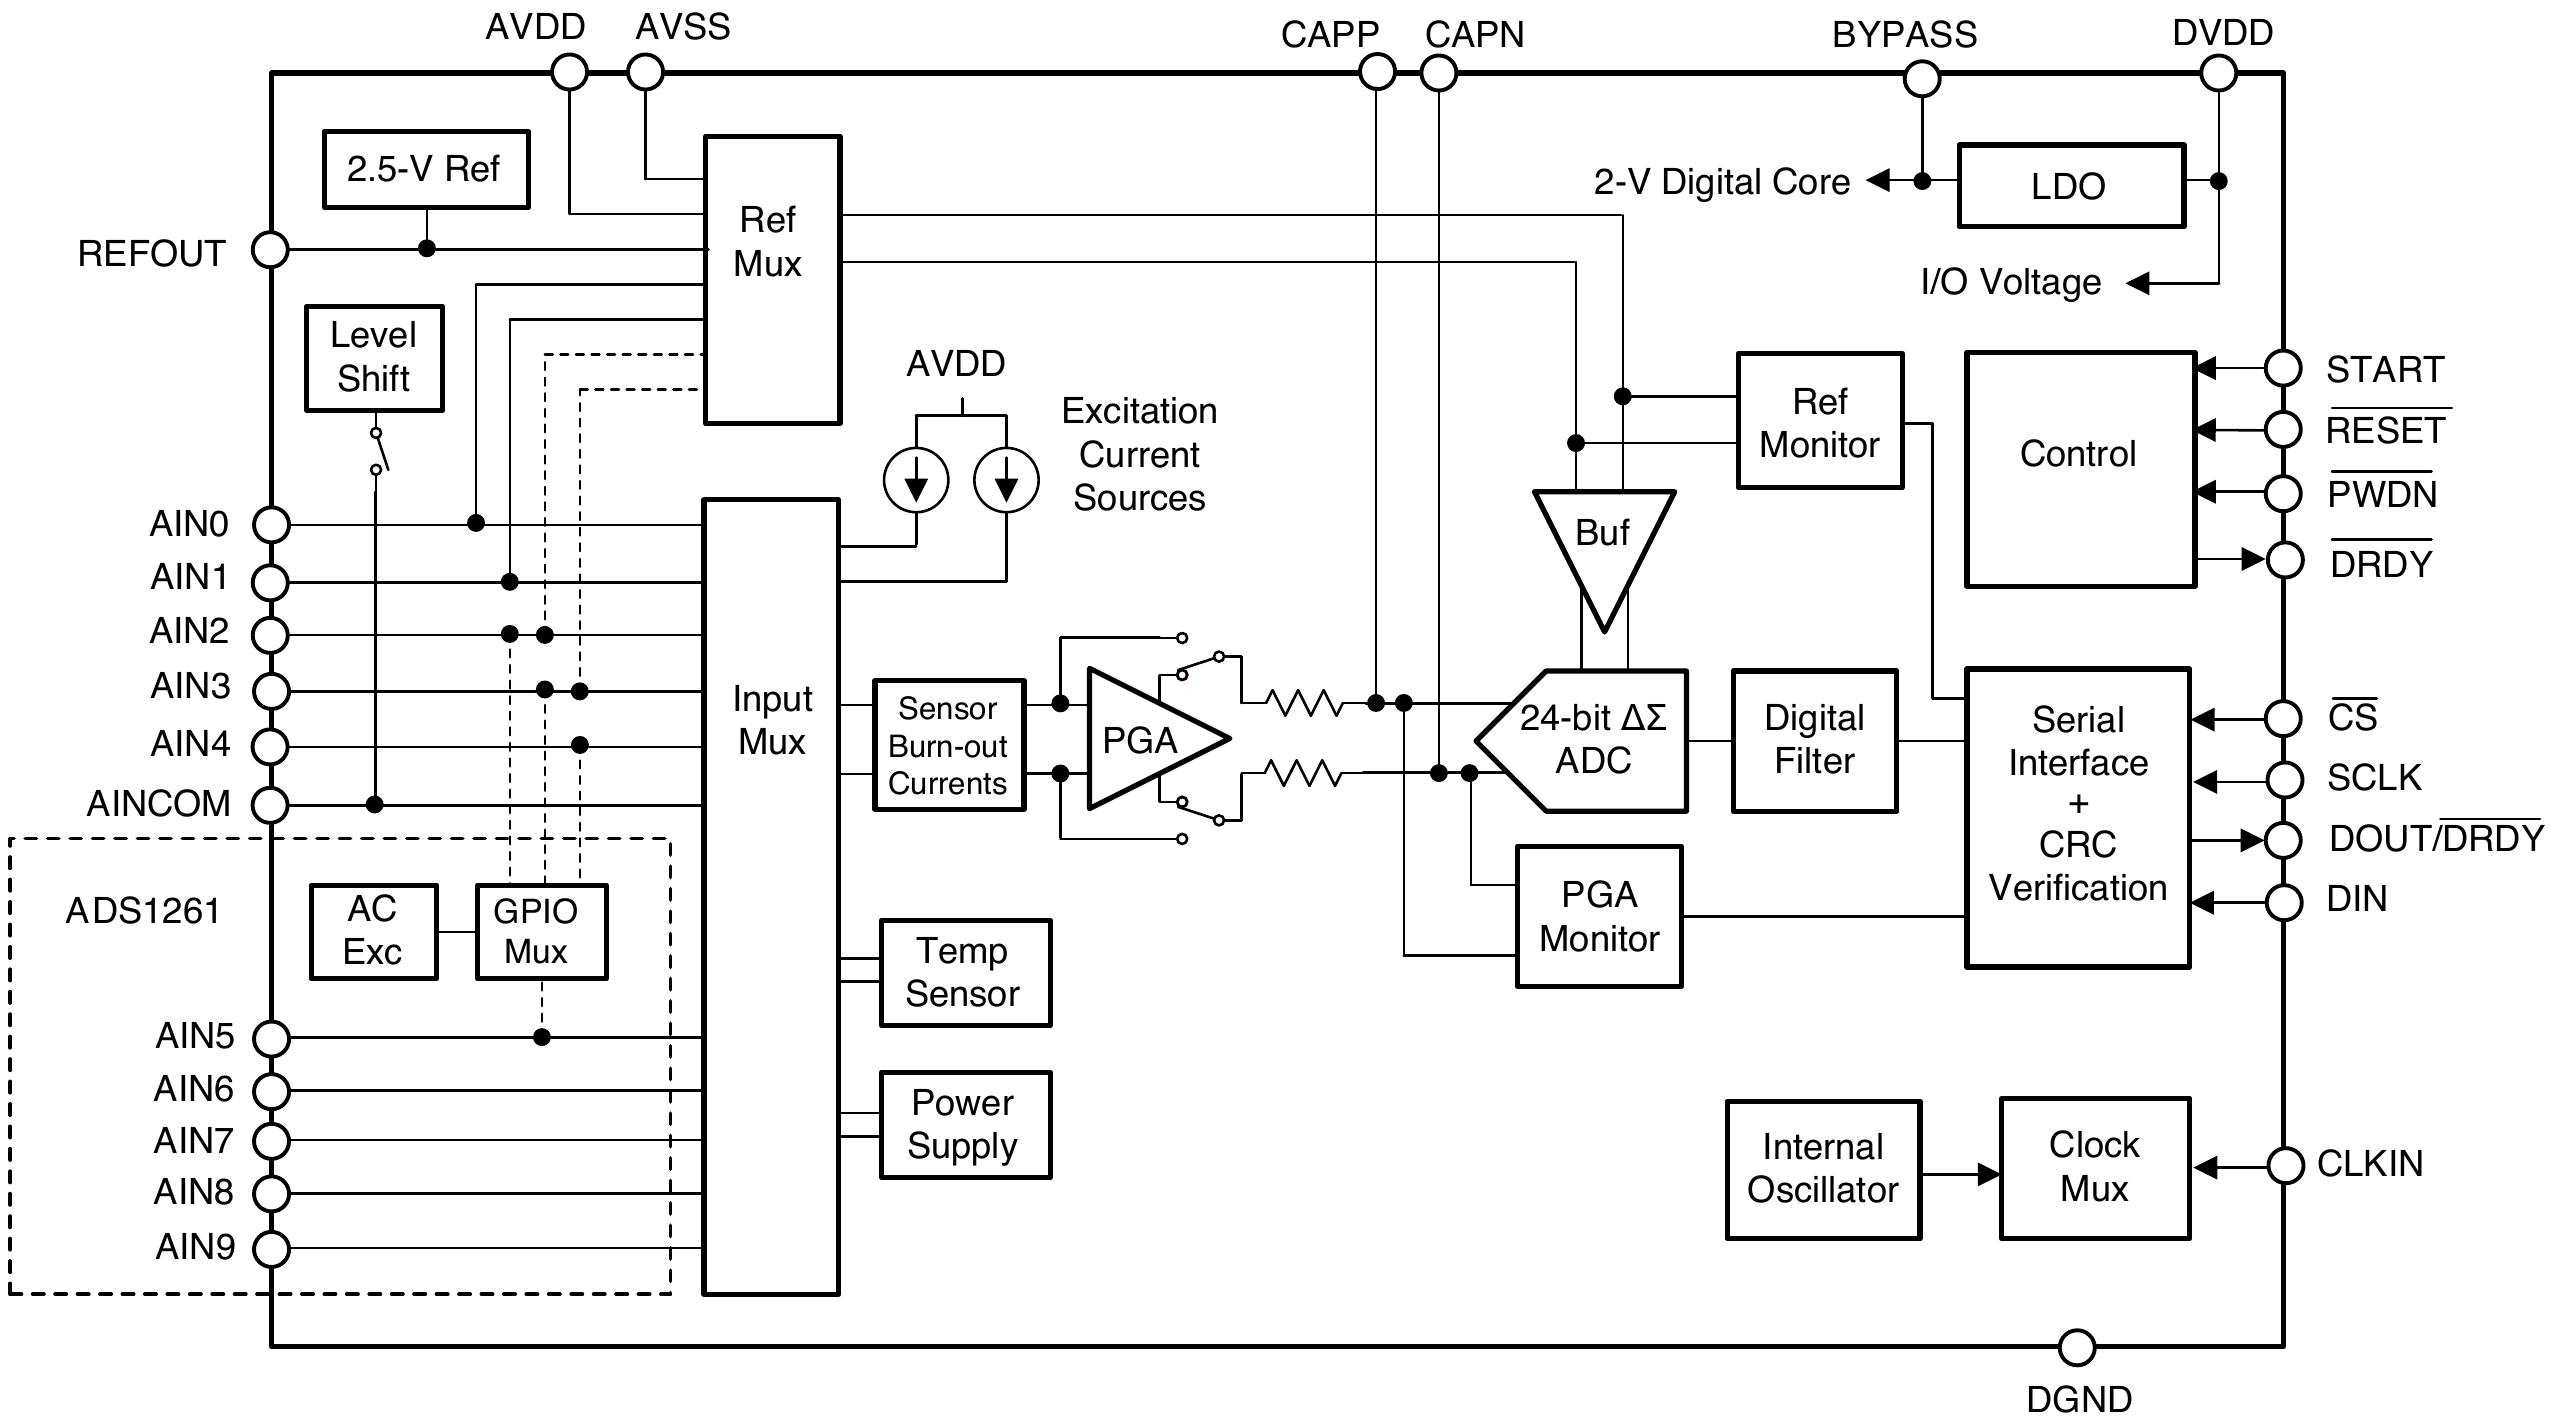 AVDD
AVSS
CAPP
CAPN
BYPASS
DVDD
2.5-V Ref
Ref
Mux
2-V Digital Core
LDO
REFOUT
I/O Voltage
Level
Shift
AVDD
Excitation
Current
Sources
Ref
Monitor
Control
START
RESET
PWDN
DRDY
Buf
AIN0
AIN1
AIN2
AIN3
AIN4
AINCOM
Input
Mux
Sensor
Burn-out
Currents
PGA
24-bit ΔΣ
ADC
Digital
Filter
Serial
Interface
+
CRC
Verification
CS
SCLK
DOUT/DRDY
DIN
PGA
Monitor
ADS1261
AC
Exc
GPIO
Mux
Temp
Sensor
AIN5
AIN6
AIN7
AIN8
AIN9
Power
Supply
Internal
Oscillator
Clock
Mux
CLKIN
DGND